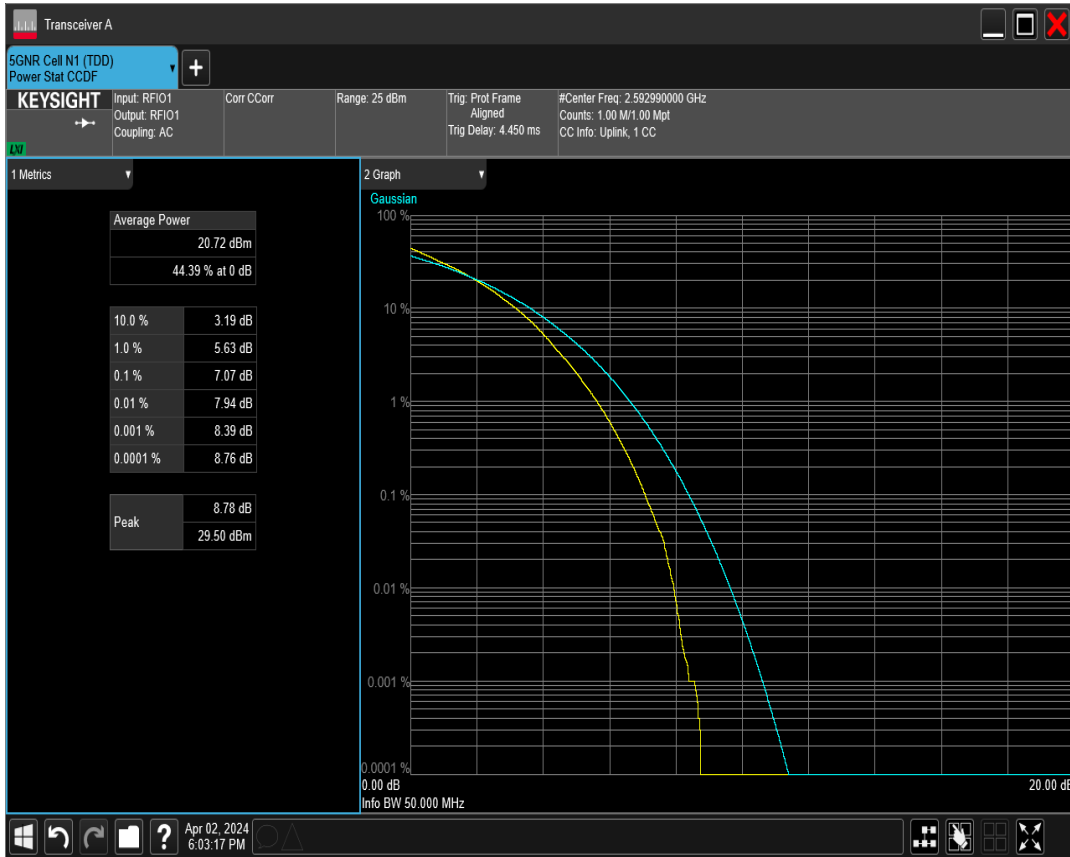 Transceiver A
5GNR Cell N1 (TDD)
Power Stat CCDF
KEYSIGHT
LXI
Input: RFIO1
Output: RFIO1
Coupling: AC
Corr CCorr
Range: 25 dBm
Trig: Prot Frame
Aligned
Trig Delay: 4.450 ms
#Center Freq: 2.592990000 GHz
Counts: 1.00 M/1.00 Mpt
CC Info: Uplink, 1 CC
1 Metrics
Average Power
20.72 dBm
44.39 % at 0 dB
10.0 % 3.19 dB
1.0 % 5.63 dB
0.1 % 7.07 dB
0.01 % 7.94 dB
0.001 % 8.39 dB
0.0001 % 8.76 dB
Peak
8.78 dB
29.50 dBm
2 Graph
Gaussian
100 %
10 %
1 %
0.1 %
0.01 %
0.001 %
0.0001 %
0.00 dB 20.00 dB
Info BW 50.000 MHz
? Apr 02, 2024
6:03:17 PM